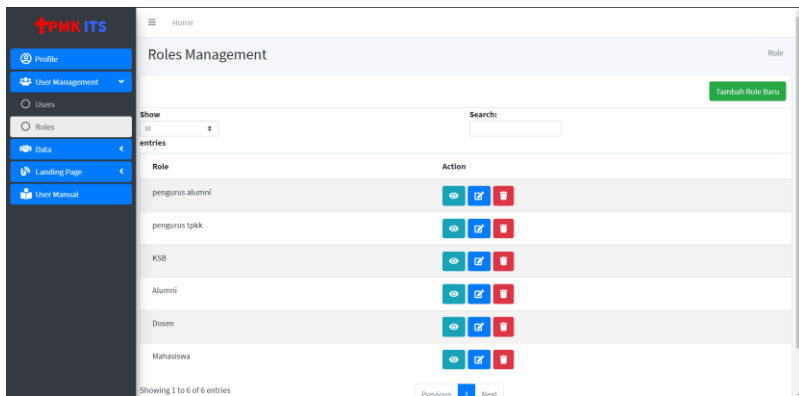 PMK ITS
Profile
User Management
Users
Roles
Data
Landing Page
User Manual
Home
Roles Management
Role
Tambah Role Baru
Show
10
entries
Search:
Role Action
pengurus alumni
pengurus tpkk
KSB
Alumni
Dosen
Mahasiswa
Showing 1 to 6 of 6 entries
Previous 1 Next